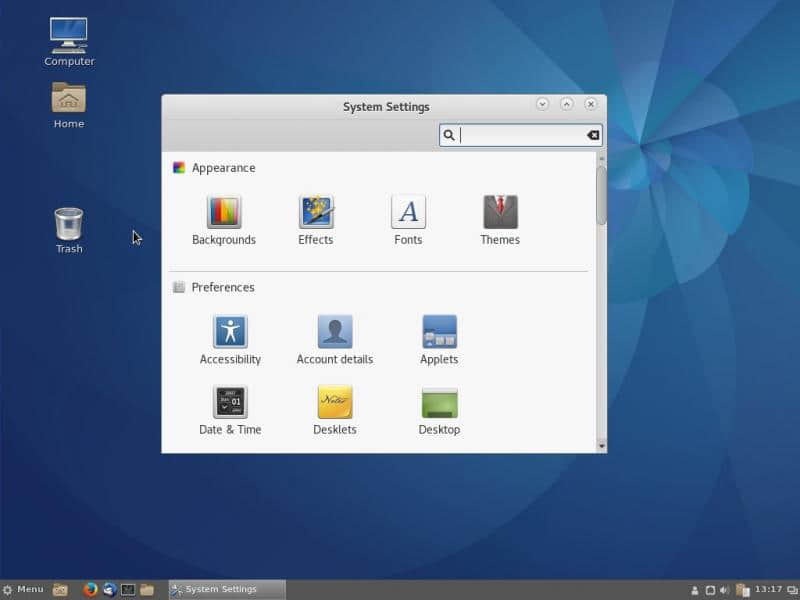 Computer
Home
Trash
System Settings
Appearance
Backgrounds Effects Fonts Themes
Preferences
Accessibility Account details Applets
Date & Time Desklets Desktop
Menu System Settings 13:17